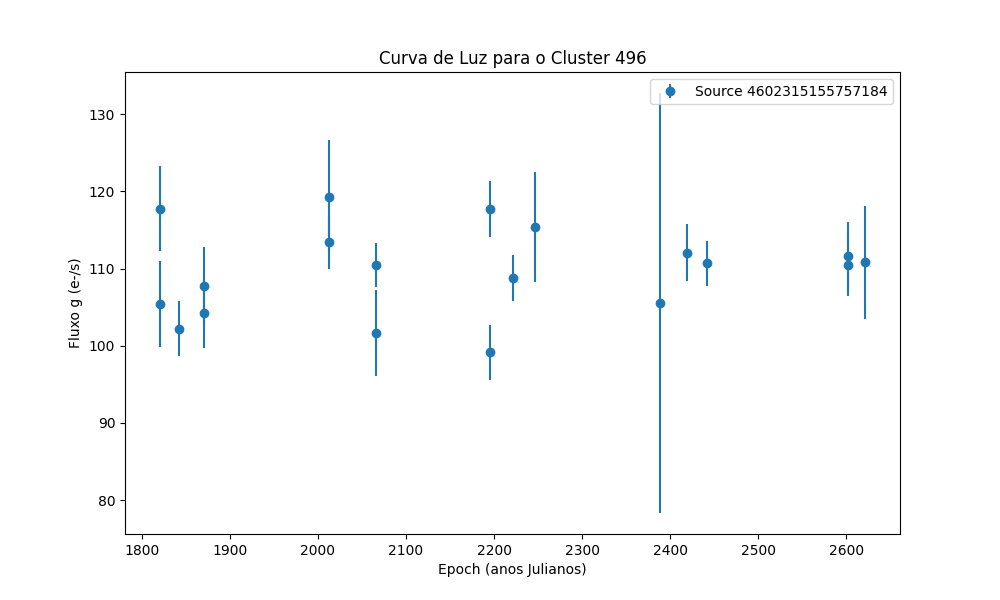 Curva de Luz para o Cluster 496
Source 4602315155757184
Fluxo g (e-/s)
130
120
110
100
90
80
1800 1900 2000 2100 2200 2300 2400 2500 2600
Epoch (anos Julianos)